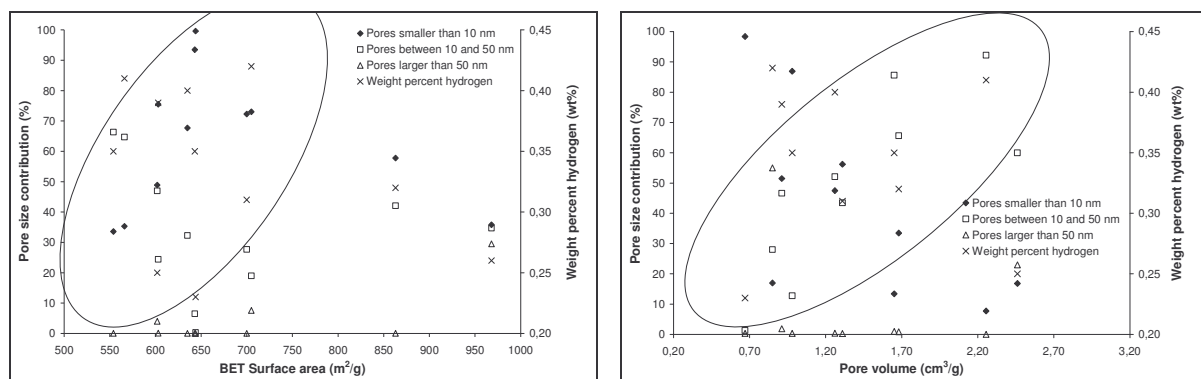 100
90
80
70
60
50
40
30
20
10
0
Pore size contribution (%)
500 550 600 650 700 750 800 850 900 950 1000
BET Surface area (m²/g)
0,45
0,40
0,35
0,30
0,25
0,20
Weight percent hydrogen (wt%)
Pores smaller than 10 nm
Pores between 10 and 50 nm
Pores larger than 50 nm
Weight percent hydrogen
100
90
80
70
60
50
40
30
20
10
0
Pore size contribution (%)
0,20 0,70 1,20 1,70 2,20 2,70 3,20
Pore volume (cm³/g)
0,45
0,40
0,35
0,30
0,25
0,20
Weight percent hydrogen (wt%)
Pores smaller than 10 nm
Pores between 10 and 50 nm
Pores larger than 50 nm
Weight percent hydrogen